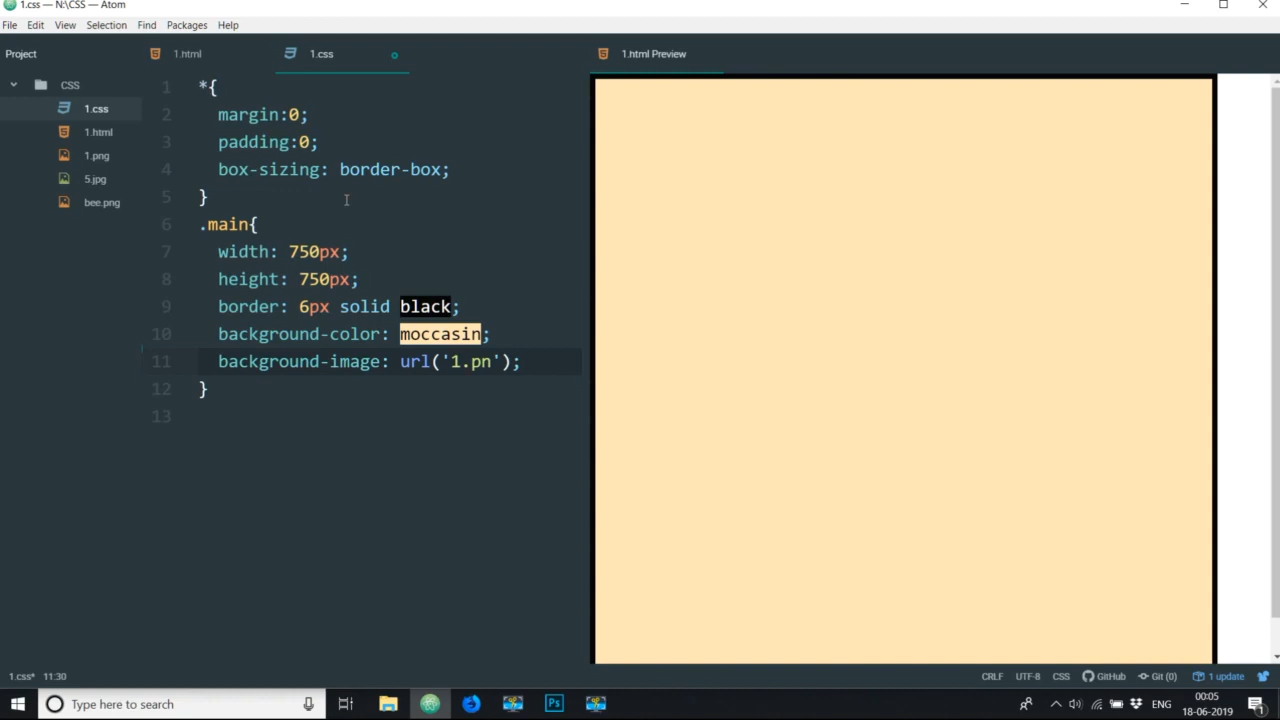 1.css — N:\CSS — Atom
File Edit View Selection Find Packages Help
Project 1.html 1.css 1.html Preview
CSS
1.css
1.html
1.png
5.jpg
bee.png
1 *{
2 margin:0;
3 padding:0;
4 box-sizing: border-box;
5 }
6 .main{
7 width: 750px;
8 height: 750px;
9 border: 6px solid black;
10 background-color: moccasin;
11 background-image: url('1.pn');
12 }
13
1.css* 11:30 CRLF UTF-8 CSS GitHub Git (0) 1 update
Type here to search Ps ENG 00:05
18-06-2019 1